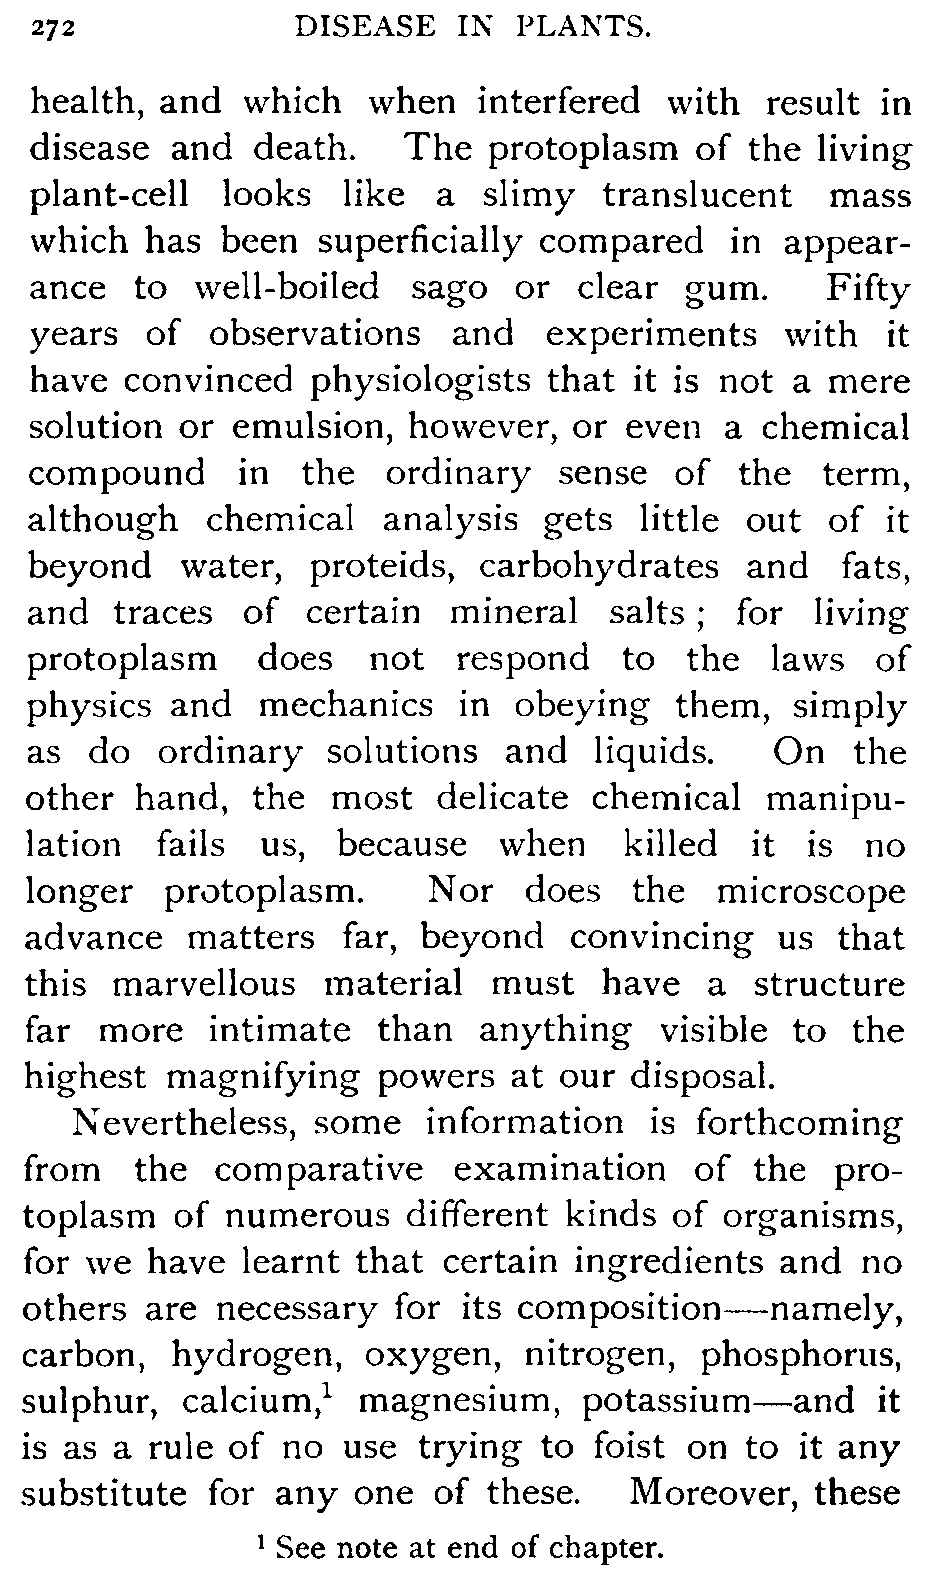 272 DISEASE IN PLANTS.
health, and which when interfered with result in
disease and death. The protoplasm of the living
plant-cell looks like a slimy translucent mass
which has been superficially compared in appear-
ance to well-boiled sago or clear gum. Fifty
years of observations and experiments with it
have convinced physiologists that it is not a mere
solution or emulsion, however, or even a chemical
compound in the ordinary sense of the term,
although chemical analysis gets little out of it
beyond water, proteids, carbohydrates and fats,
and traces of certain mineral salts ; for living
protoplasm does not respond to the laws of
physics and mechanics in obeying them, simply
as do ordinary solutions and liquids. On the
other hand, the most delicate chemical manipu-
lation fails us, because when killed it is no
longer protoplasm. Nor does the microscope
advance matters far, beyond convincing us that
this marvellous material must have a structure
far more intimate than anything visible to the
highest magnifying powers at our disposal.
Nevertheless, some information is forthcoming
from the comparative examination of the pro-
toplasm of numerous different kinds of organisms,
for we have learnt that certain ingredients and no
others are necessary for its composition—namely,
carbon, hydrogen, oxygen, nitrogen, phosphorus,
sulphur, calcium,¹ magnesium, potassium—and it
is as a rule of no use trying to foist on to it any
substitute for any one of these. Moreover, these
¹ See note at end of chapter.